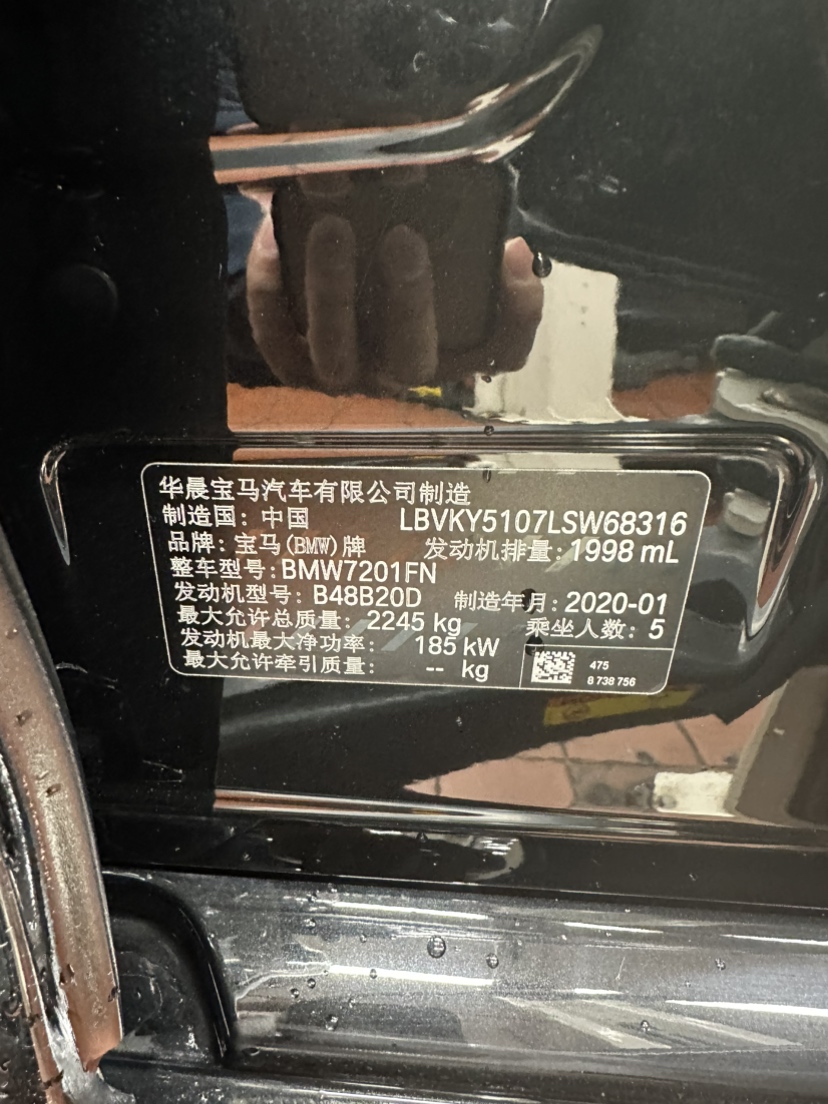 华晨宝马汽车有限公司制造
制造国：中国 LBVKY5107LSW68316
品牌：宝马(BMW)牌 发动机排量：1998 mL
整车型号：BMW7201FN
发动机型号：B48B20D 制造年月：2020-01
最大允许总质量：2245 kg 乘坐人数：5
发动机最大净功率：185 kW
最大允许牵引质量：-- kg
475
8 738 756